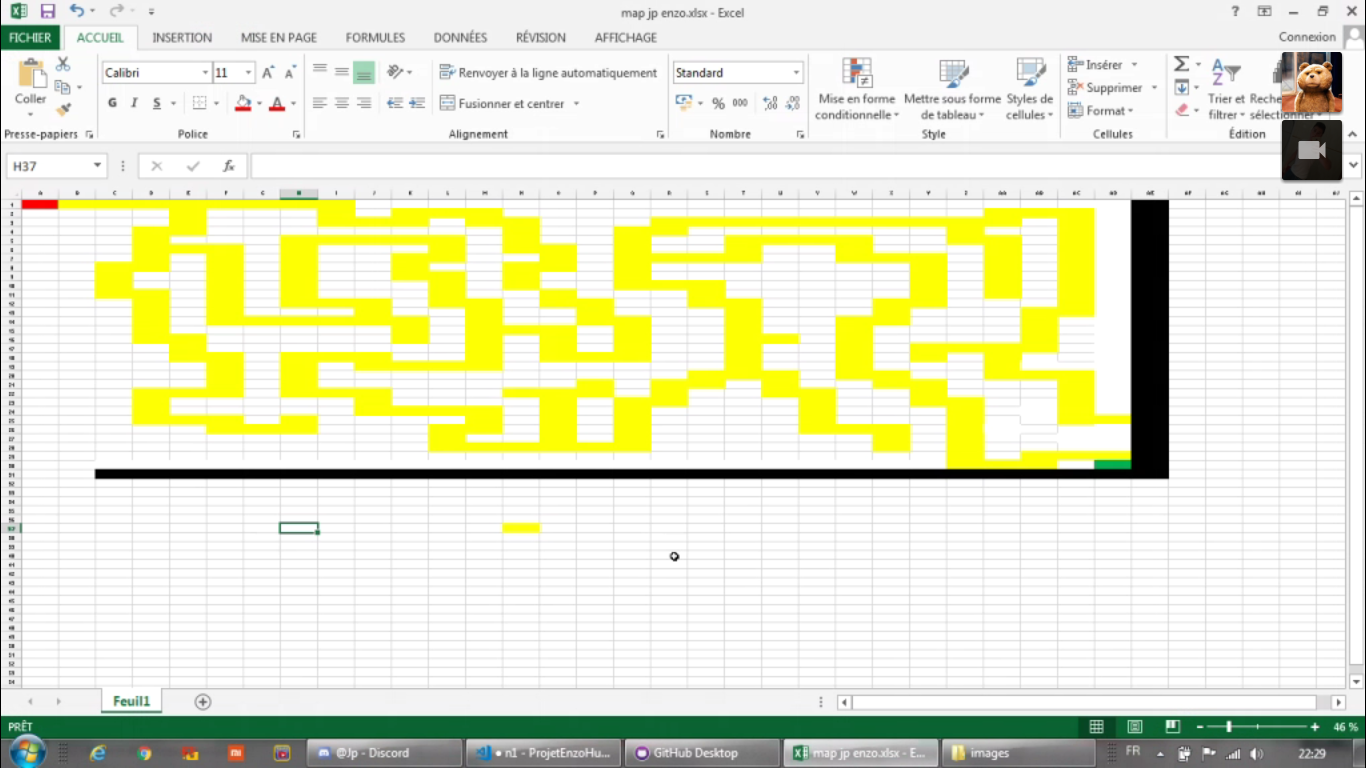 map jp enzo.xlsx - Excel
FICHIER ACCUEIL INSERTION MISE EN PAGE FORMULES DONNÉES RÉVISION AFFICHAGE Connexion
Calibri 11 Renvoyer à la ligne automatiquement Standard Insérer
Coller G I S Fusionner et centrer % 000 Mise en forme Mettre sous forme Styles de Supprimer Trier et Rech
conditionnelle de tableau cellules Format filtrer sélectionner
Presse-papiers Police Alignement Nombre Style Cellules Édition
H37 fx
Feuil1
PRÊT 46 %
@Jp - Discord n1 - ProjetEnzoHu... GitHub Desktop map jp enzo.xlsx - E... images FR 22:29